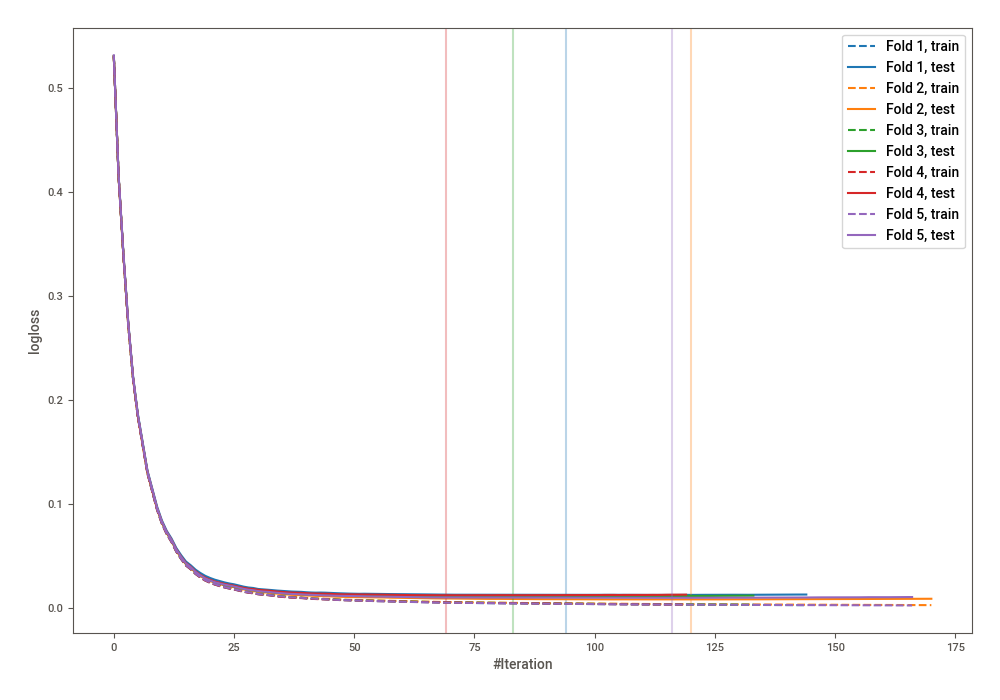 0.5
0.4
0.3
0.2
0.1
0.0
logloss
0
25
50
75
100
125
150
175
#Iteration
Fold 1, train
Fold 1, test
Fold 2, train
Fold 2, test
Fold 3, train
Fold 3, test
Fold 4, train
Fold 4, test
Fold 5, train
Fold 5, test